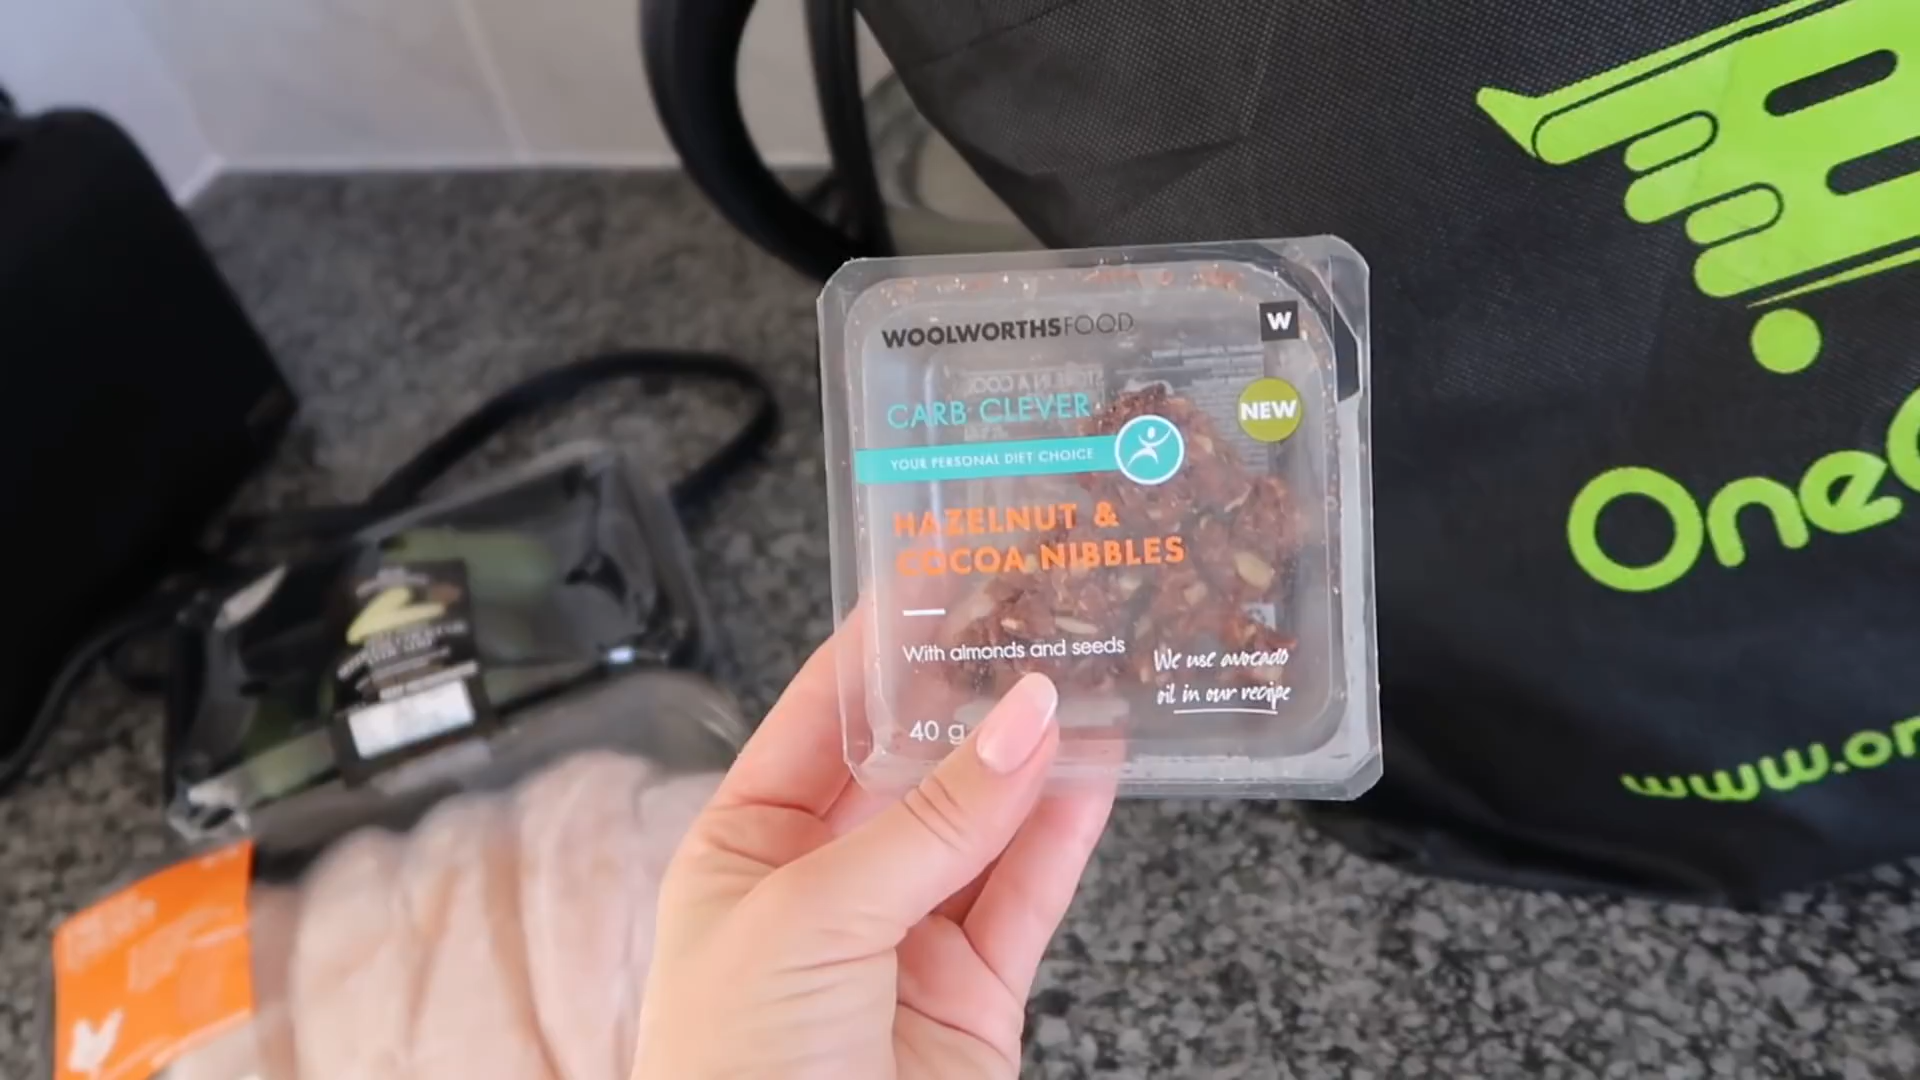 WOOLWORTHSFOOD
W
CARB CLEVER
NEW
YOUR PERSONAL DIET CHOICE
HAZELNUT &
COCOA NIBBLES
With almonds and seeds
We use avocado
oil in our recipe
40 g
One
www.on